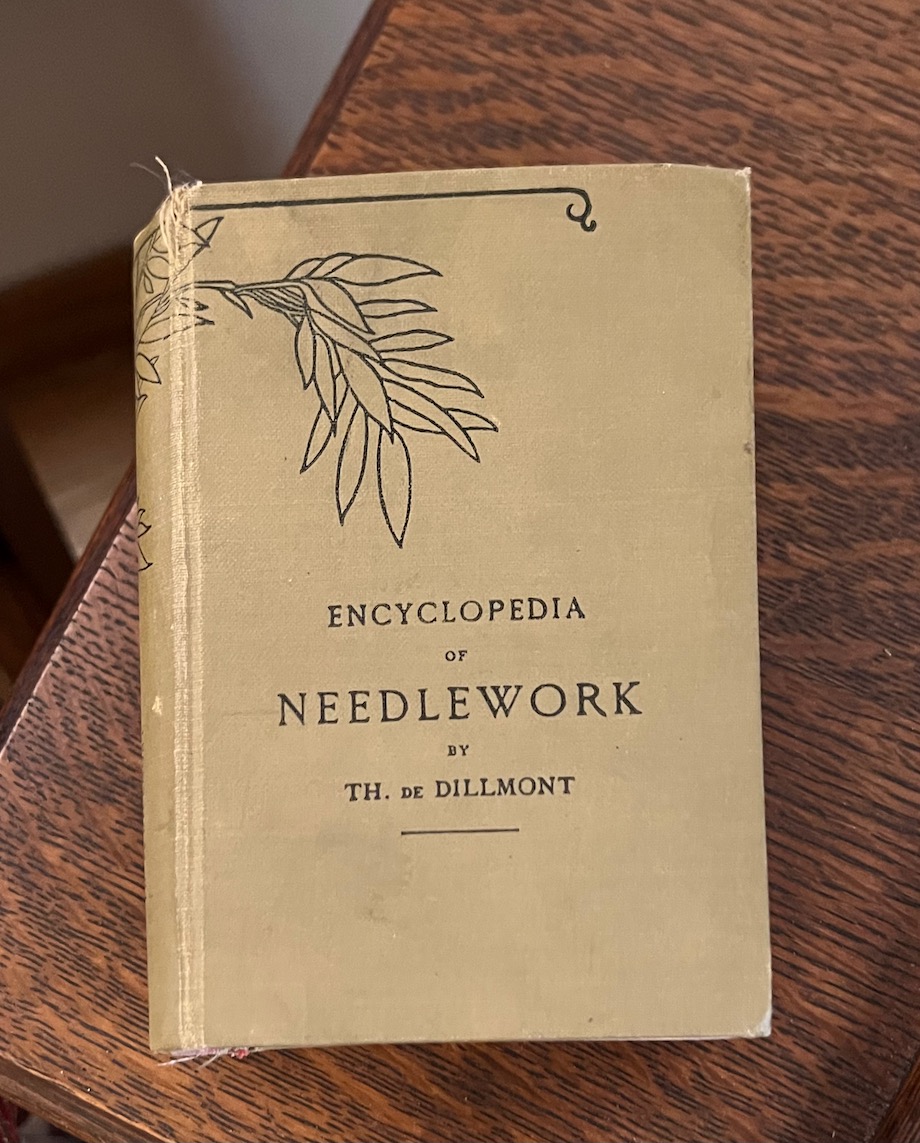 ENCYCLOPEDIA
OF
NEEDLEWORK
BY
TH. DE DILLMONT